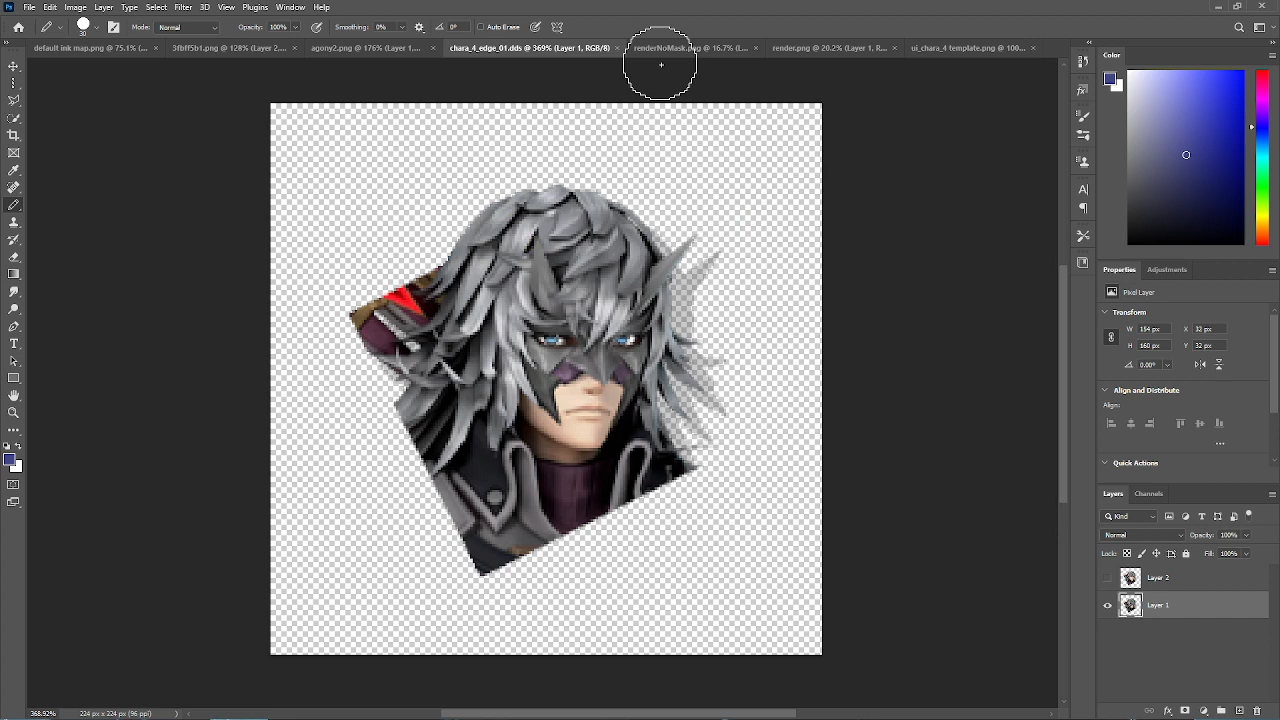 File Edit Image Layer Type Select Filter 3D View Plugins Window Help
30 Mode: Normal Opacity: 100% Smoothing: 0% 0° Auto Erase
default ink map.png @ 75.1% (... × 3fbff5b1.png @ 128% (Layer 2,... × agony2.png @ 176% (Layer 1,... × chara_4_edge_01.dds @ 369% (Layer 1, RGB/8) × renderNoMask.png @ 16.7% (L... × render.png @ 20.2% (Layer 1, R... × ui_chara_4 template.png @ 100... ×
Color
Properties Adjustments
Pixel Layer
Transform
W 154 px X 32 px
H 160 px Y 32 px
0.00°
Align and Distribute
Align:
Quick Actions
Layers Channels
Kind
Normal Opacity: 100%
Lock: Fill: 100%
Layer 2
Layer 1
368.92% 224 px x 224 px (96 ppi)